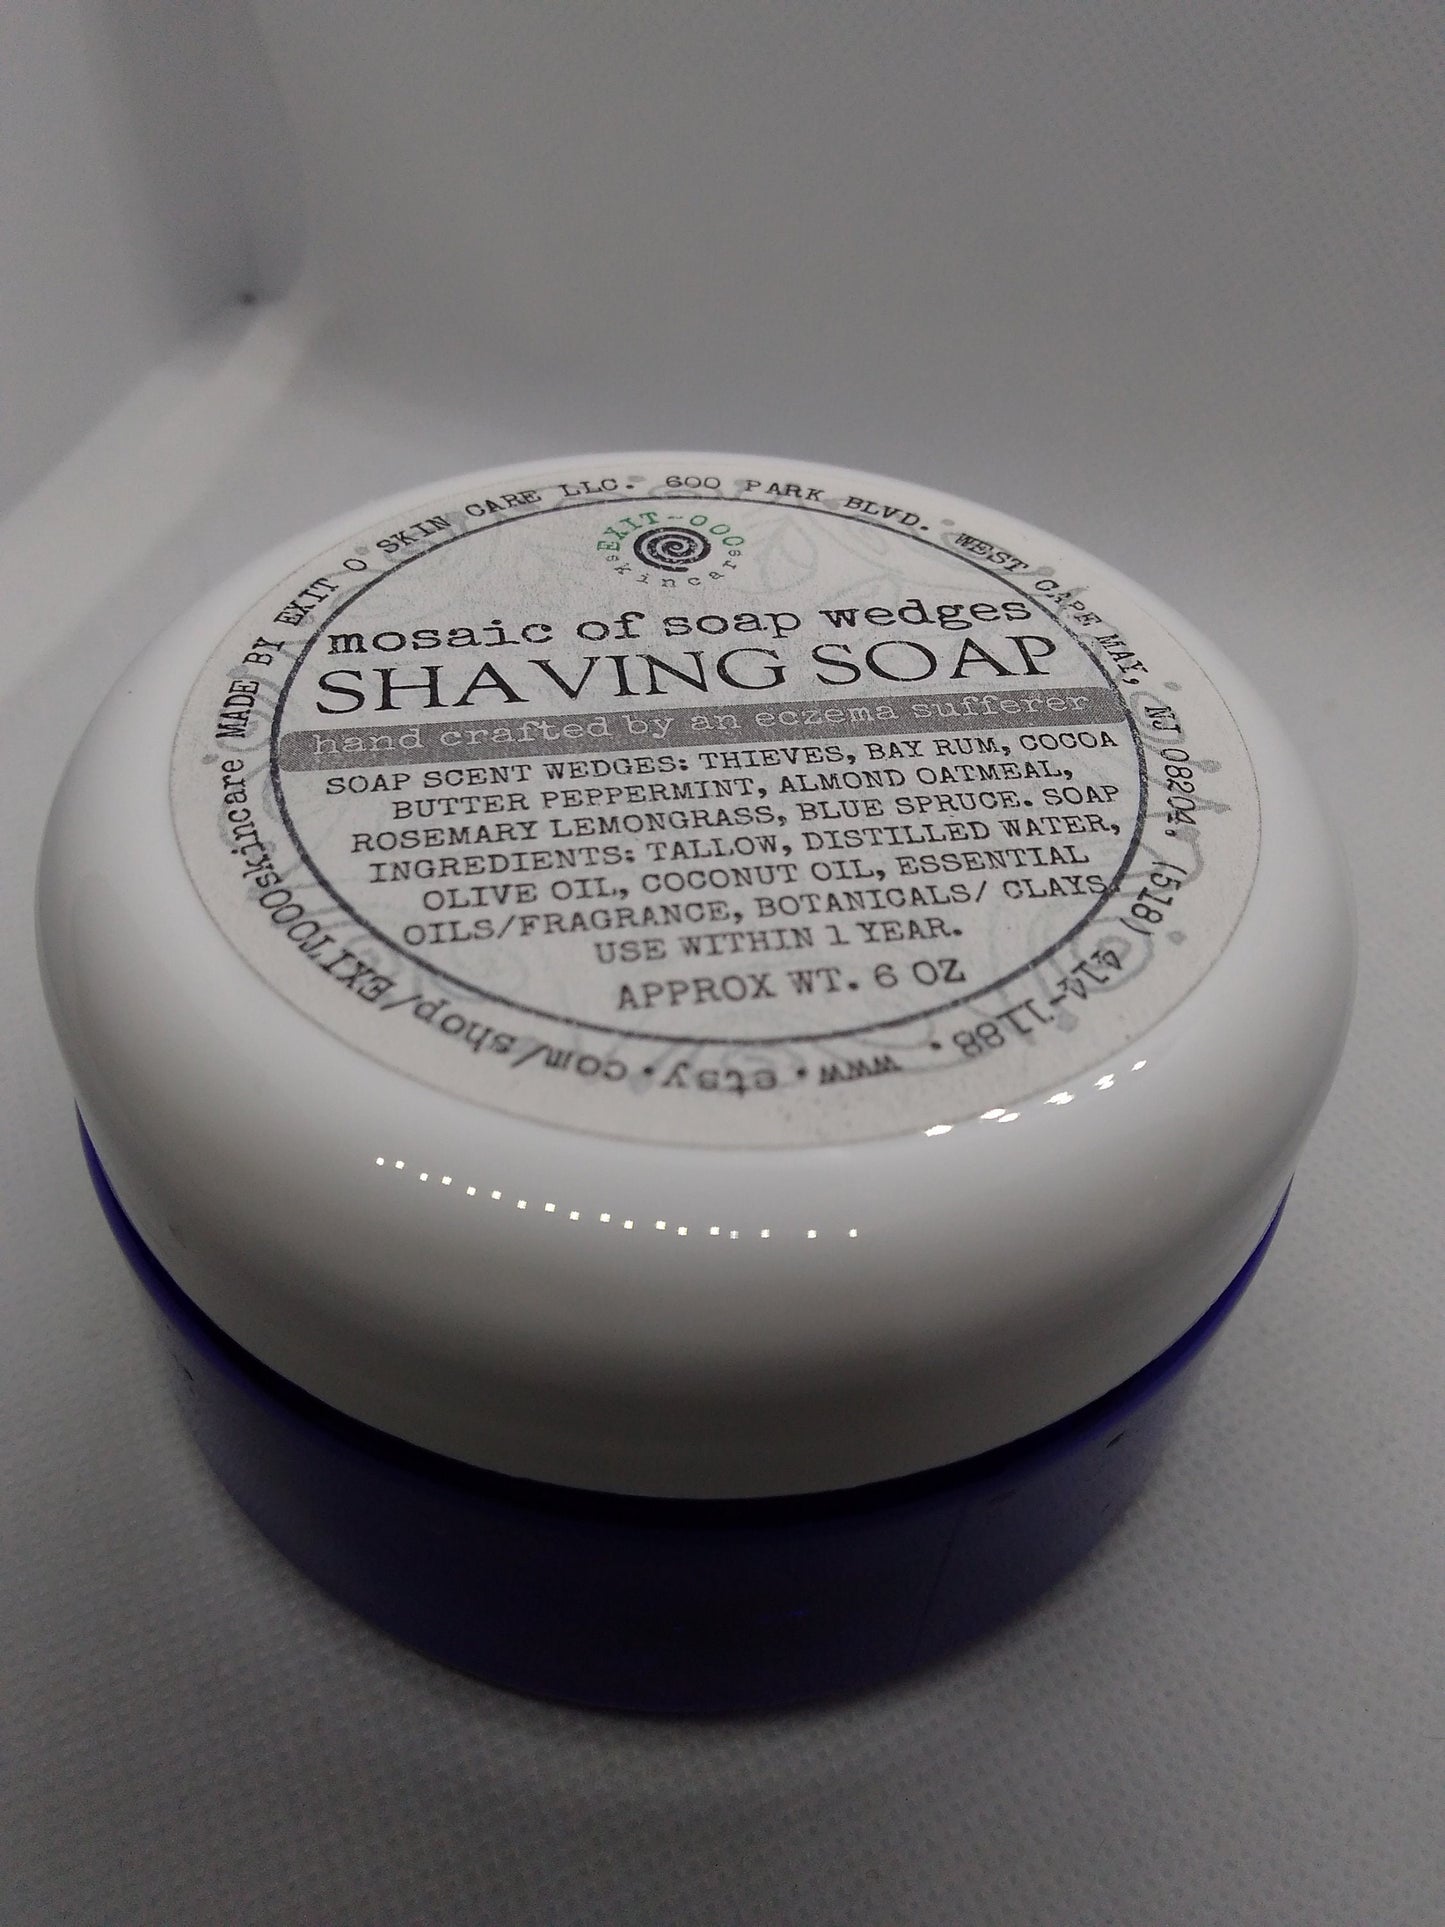 MADE BY EXIT O SKIN CARE LLC. 600 PARK BLVD. WEST CAPE MAY, NJ 08204. (518) 414-1188. www.etsy.com/shop/EXIT000skincare
EXIT-000
skincare
mosaic of soap wedges
SHAVING SOAP
hand crafted by an eczema sufferer
SOAP SCENT WEDGES: THIEVES, BAY RUM, COCOA
BUTTER PEPPERMINT, ALMOND OATMEAL,
ROSEMARY LEMONGRASS, BLUE SPRUCE. SOAP
INGREDIENTS: TALLOW, DISTILLED WATER,
OLIVE OIL, COCONUT OIL, ESSENTIAL
OILS/FRAGRANCE, BOTANICALS/ CLAYS.
USE WITHIN 1 YEAR.
APPROX WT. 6 OZ